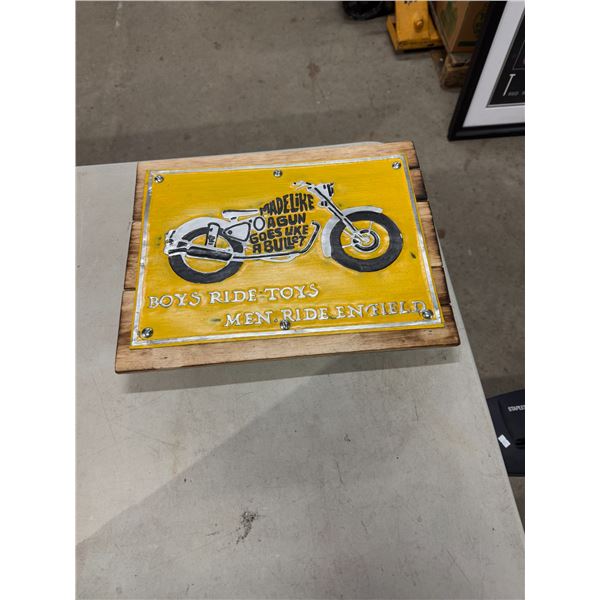 MADE LIKE
A GUN
GOES LIKE
A BULLET
BOYS RIDE TOYS
MEN RIDE ENFIELD